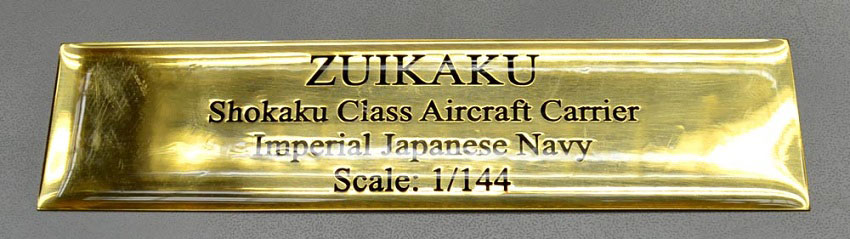 ZUIKAKU
Shokaku Class Aircraft Carrier
Imperial Japanese Navy
Scale: 1/144